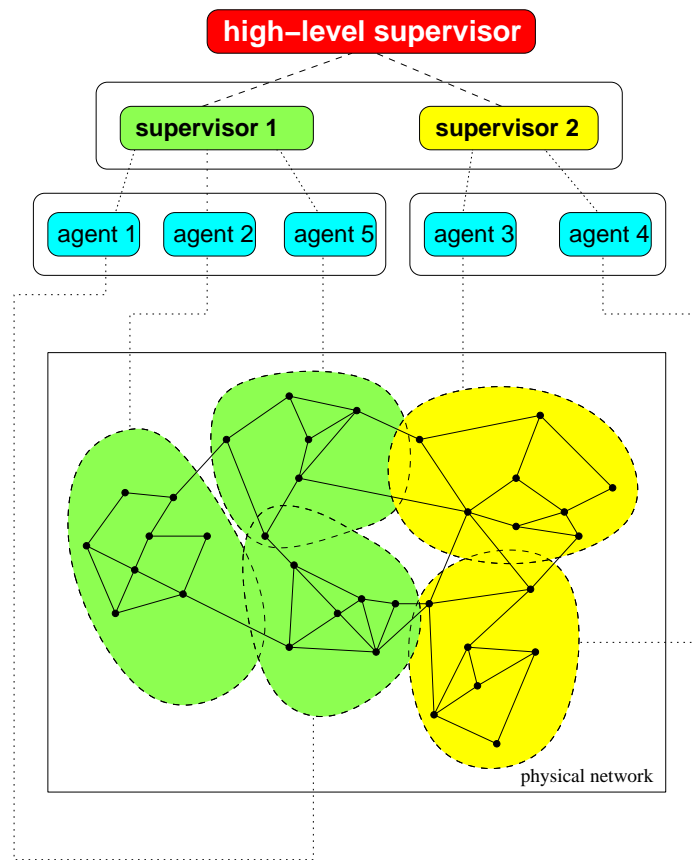 high−level supervisor
supervisor 1
supervisor 2
agent 1
agent 2
agent 5
agent 3
agent 4
physical network